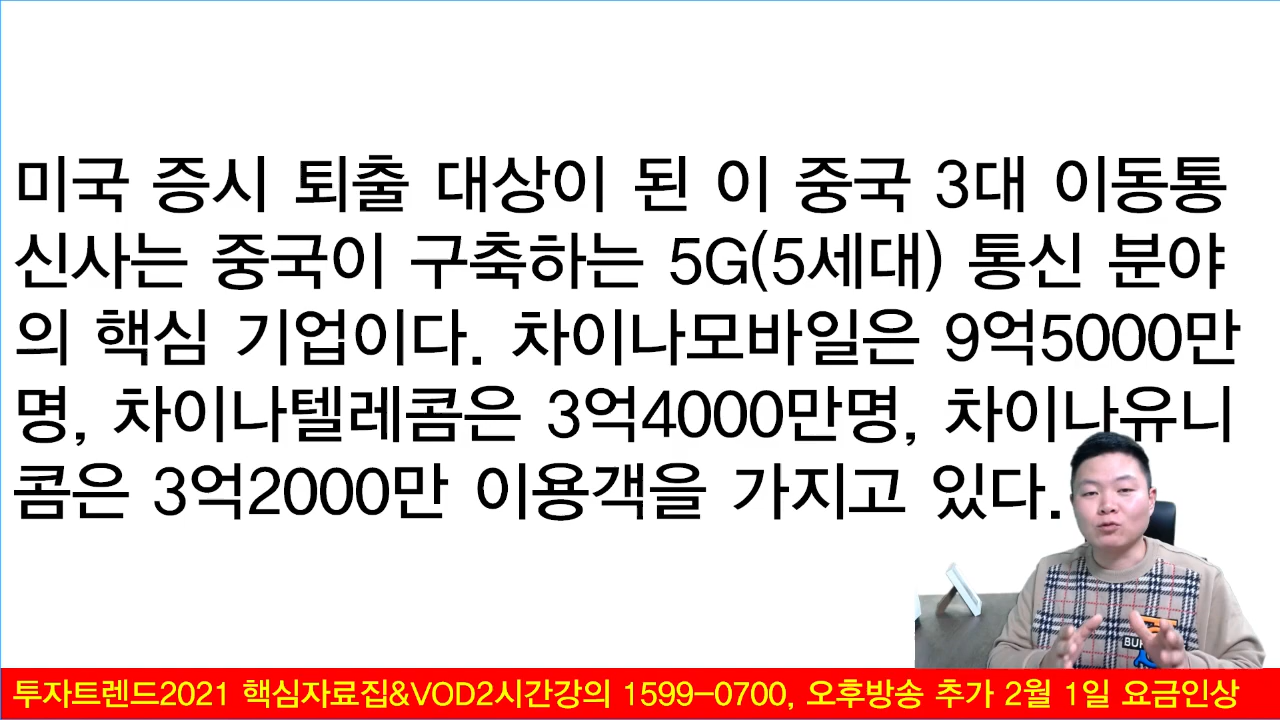 미국 증시 퇴출 대상이 된 이 중국 3대 이동통
신사는 중국이 구축하는 5G(5세대) 통신 분야
의 핵심 기업이다. 차이나모바일은 9억5000만
명, 차이나텔레콤은 3억4000만명, 차이나유니
콤은 3억2000만 이용객을 가지고 있다.
BUR
투자트렌드2021 핵심자료집&VOD2시간강의 1599-0700, 오후방송 추가 2월 1일 요금인상